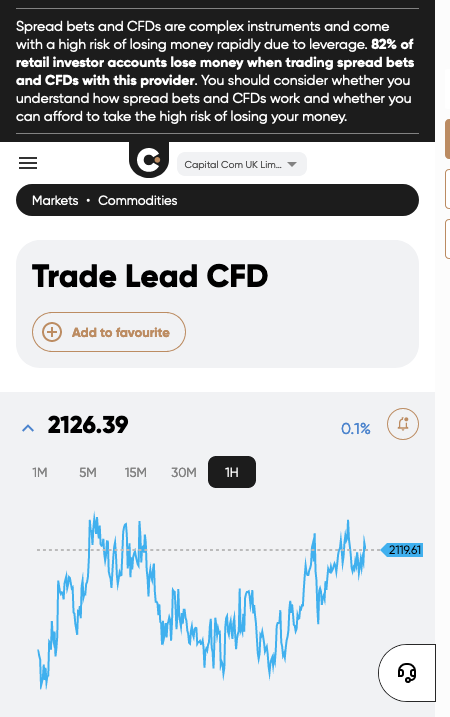 Spread bets and CFDs are complex instruments and come
with a high risk of losing money rapidly due to leverage. 82% of
retail investor accounts lose money when trading spread bets
and CFDs with this provider. You should consider whether you
understand how spread bets and CFDs work and whether you
can afford to take the high risk of losing your money.
Capital Com UK Lim...
Markets • Commodities
Trade Lead CFD
Add to favourite
2126.39
0.1%
1M 5M 15M 30M 1H
2119.61